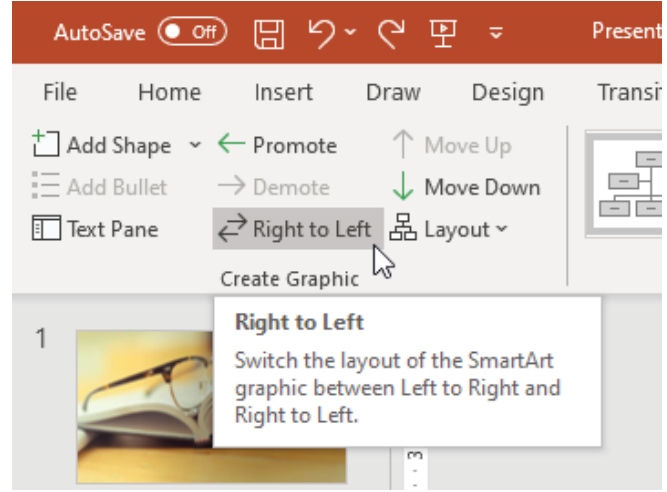 AutoSave Off Present
File Home Insert Draw Design Transi
Add Shape Promote Move Up
Add Bullet Demote Move Down
Text Pane Right to Left Layout
Create Graphic
Right to Left
Switch the layout of the SmartArt
graphic between Left to Right and
Right to Left.
1
3